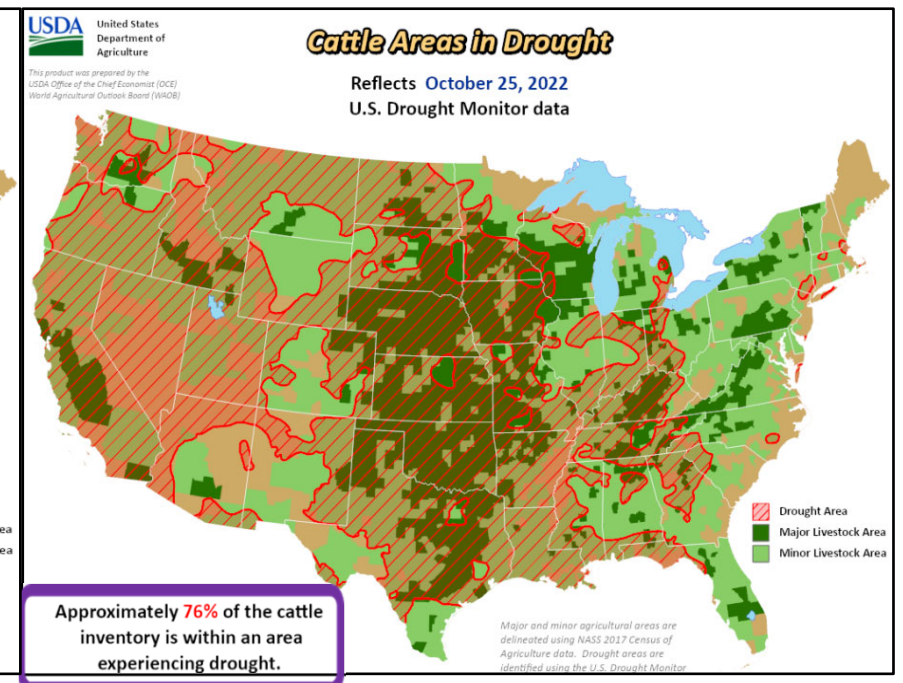 USDA
United States
Department of
Agriculture
This product was prepared by the
USDA Office of the Chief Economist (OCE)
World Agricultural Outlook Board (WAOB)
Cattle Areas in Drought
Reflects October 25, 2022
U.S. Drought Monitor data
ea
ea
Drought Area
Major Livestock Area
Minor Livestock Area
Approximately 76% of the cattle
inventory is within an area
experiencing drought.
Major and minor agricultural areas are
delineated using NASS 2017 Census of
Agriculture data. Drought areas are
identified using the U.S. Drought Monitor